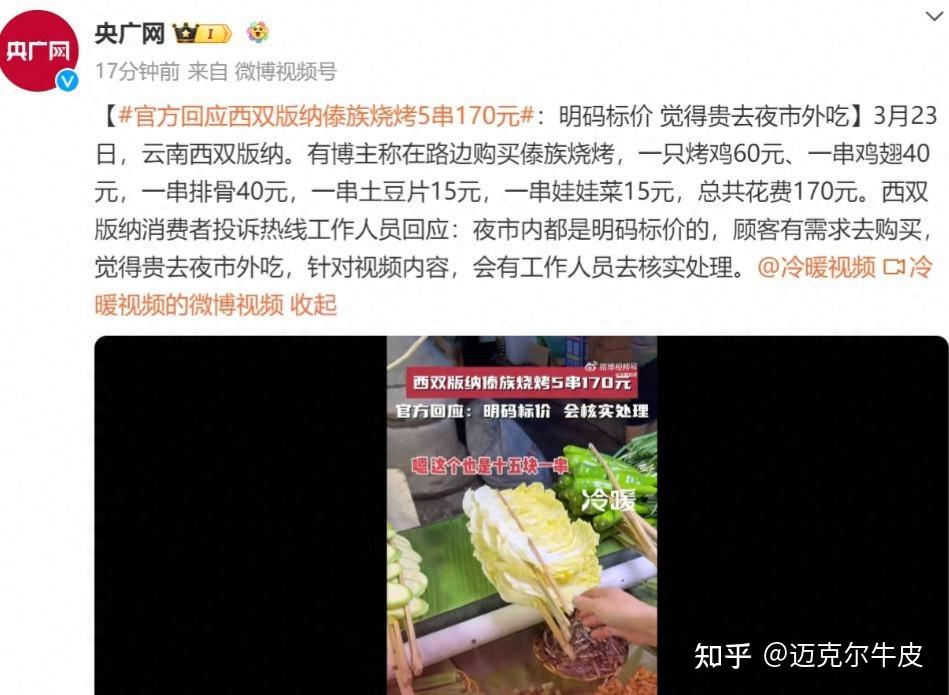 央广网
央广网 I
17分钟前 来自 微博视频号
【#官方回应西双版纳傣族烧烤5串170元#：明码标价 觉得贵去夜市外吃】3月23
日，云南西双版纳。有博主称在路边购买傣族烧烤，一只烤鸡60元、一串鸡翅40
元，一串排骨40元，一串土豆片15元，一串娃娃菜15元，总共花费170元。西双
版纳消费者投诉热线工作人员回应：夜市内都是明码标价的，顾客有需求去购买，
觉得贵去夜市外吃，针对视频内容，会有工作人员去核实处理。@冷暖视频 冷
暖视频的微博视频 收起
微博视频号
西双版纳傣族烧烤5串170元
官方回应：明码标价 会核实处理
嗯这个也是十五块一串
冷暖
知乎 @迈克尔牛皮